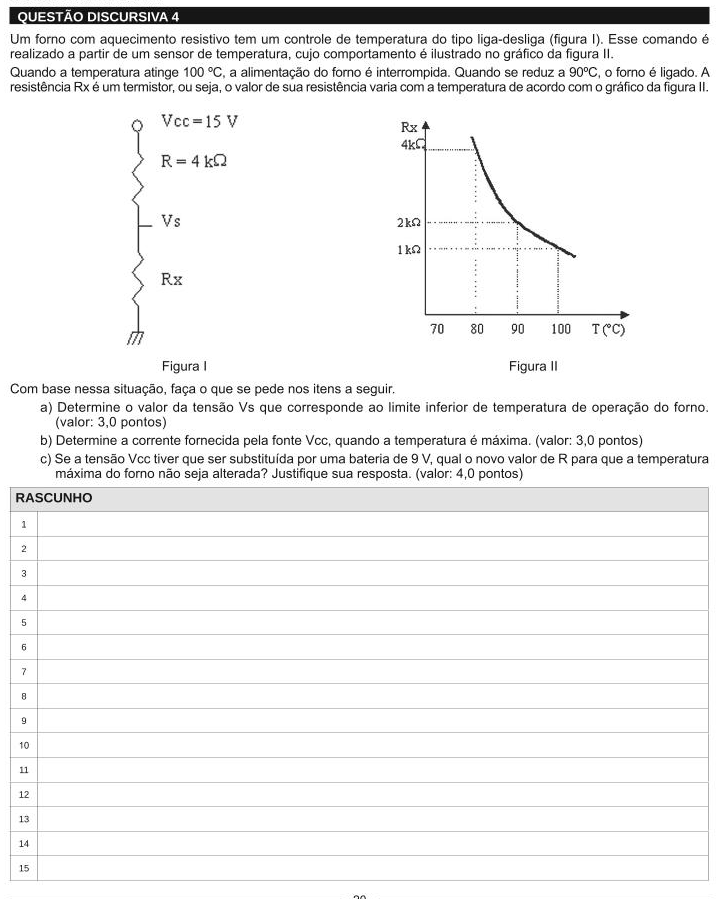 QUESTÃO DISCURSIVA 4
Um forno com aquecimento resistivo tem um controle de temperatura do tipo liga-desliga (figura I). Esse comando é
realizado a partir de um sensor de temperatura, cujo comportamento é ilustrado no gráfico da figura II.
Quando a temperatura atinge 100 ºC, a alimentação do forno é interrompida. Quando se reduz a 90ºC, o forno é ligado. A
resistência Rx é um termistor, ou seja, o valor de sua resistência varia com a temperatura de acordo com o gráfico da figura II.
Vcc=15 V
R= 4 kΩ
Vs
Rx
Rx
4kΩ
2kΩ
1kΩ
70 80 90 100 T(ºC)
Figura I
Figura II
Com base nessa situação, faça o que se pede nos itens a seguir.
a) Determine o valor da tensão Vs que corresponde ao limite inferior de temperatura de operação do forno.
(valor: 3,0 pontos)
b) Determine a corrente fornecida pela fonte Vcc, quando a temperatura é máxima. (valor: 3,0 pontos)
c) Se a tensão Vcc tiver que ser substituída por uma bateria de 9 V, qual o novo valor de R para que a temperatura
máxima do forno não seja alterada? Justifique sua resposta. (valor: 4,0 pontos)
RASCUNHO
1
2
3
4
5
6
7
8
9
10
11
12
13
14
15